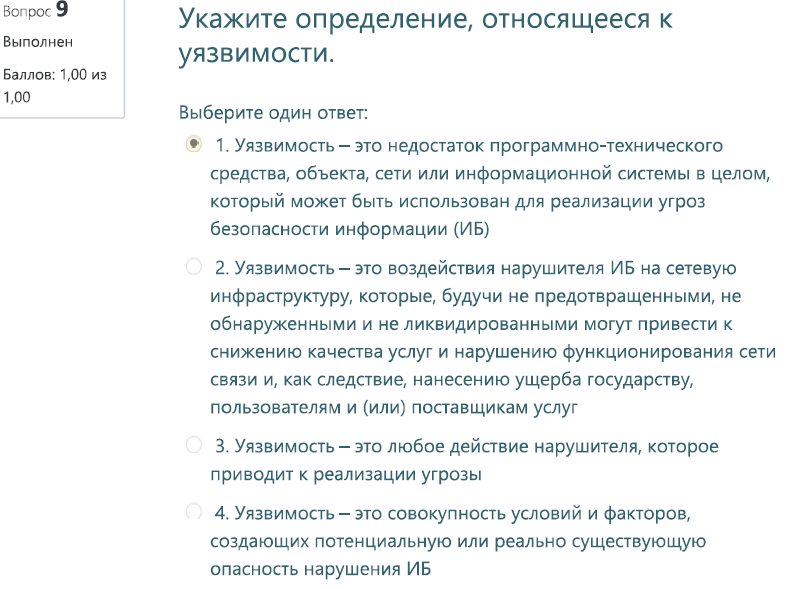 Вопрос 9
Выполнен
Баллов: 1,00 из
1,00
Укажите определение, относящееся к
уязвимости.
Выберите один ответ:
1. Уязвимость – это недостаток программно-технического
средства, объекта, сети или информационной системы в целом,
который может быть использован для реализации угроз
безопасности информации (ИБ)
2. Уязвимость – это воздействия нарушителя ИБ на сетевую
инфраструктуру, которые, будучи не предотвращенными, не
обнаруженными и не ликвидированными могут привести к
снижению качества услуг и нарушению функционирования сети
связи и, как следствие, нанесению ущерба государству,
пользователям и (или) поставщикам услуг
3. Уязвимость – это любое действие нарушителя, которое
приводит к реализации угрозы
4. Уязвимость – это совокупность условий и факторов,
создающих потенциальную или реально существующую
опасность нарушения ИБ